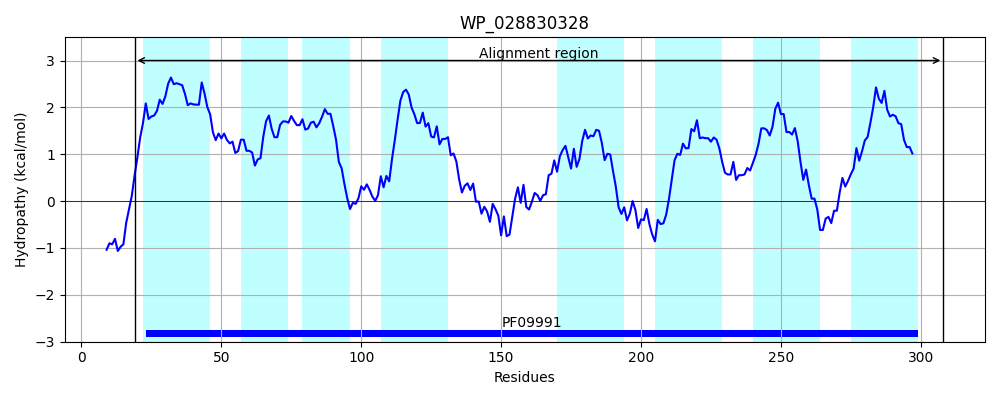 WP_028830328
Alignment region
3
2
1
0
−1
−2
−3
Hydropathy (kcal/mol)
PF09991
0 50 100 150 200 250 300
Residues